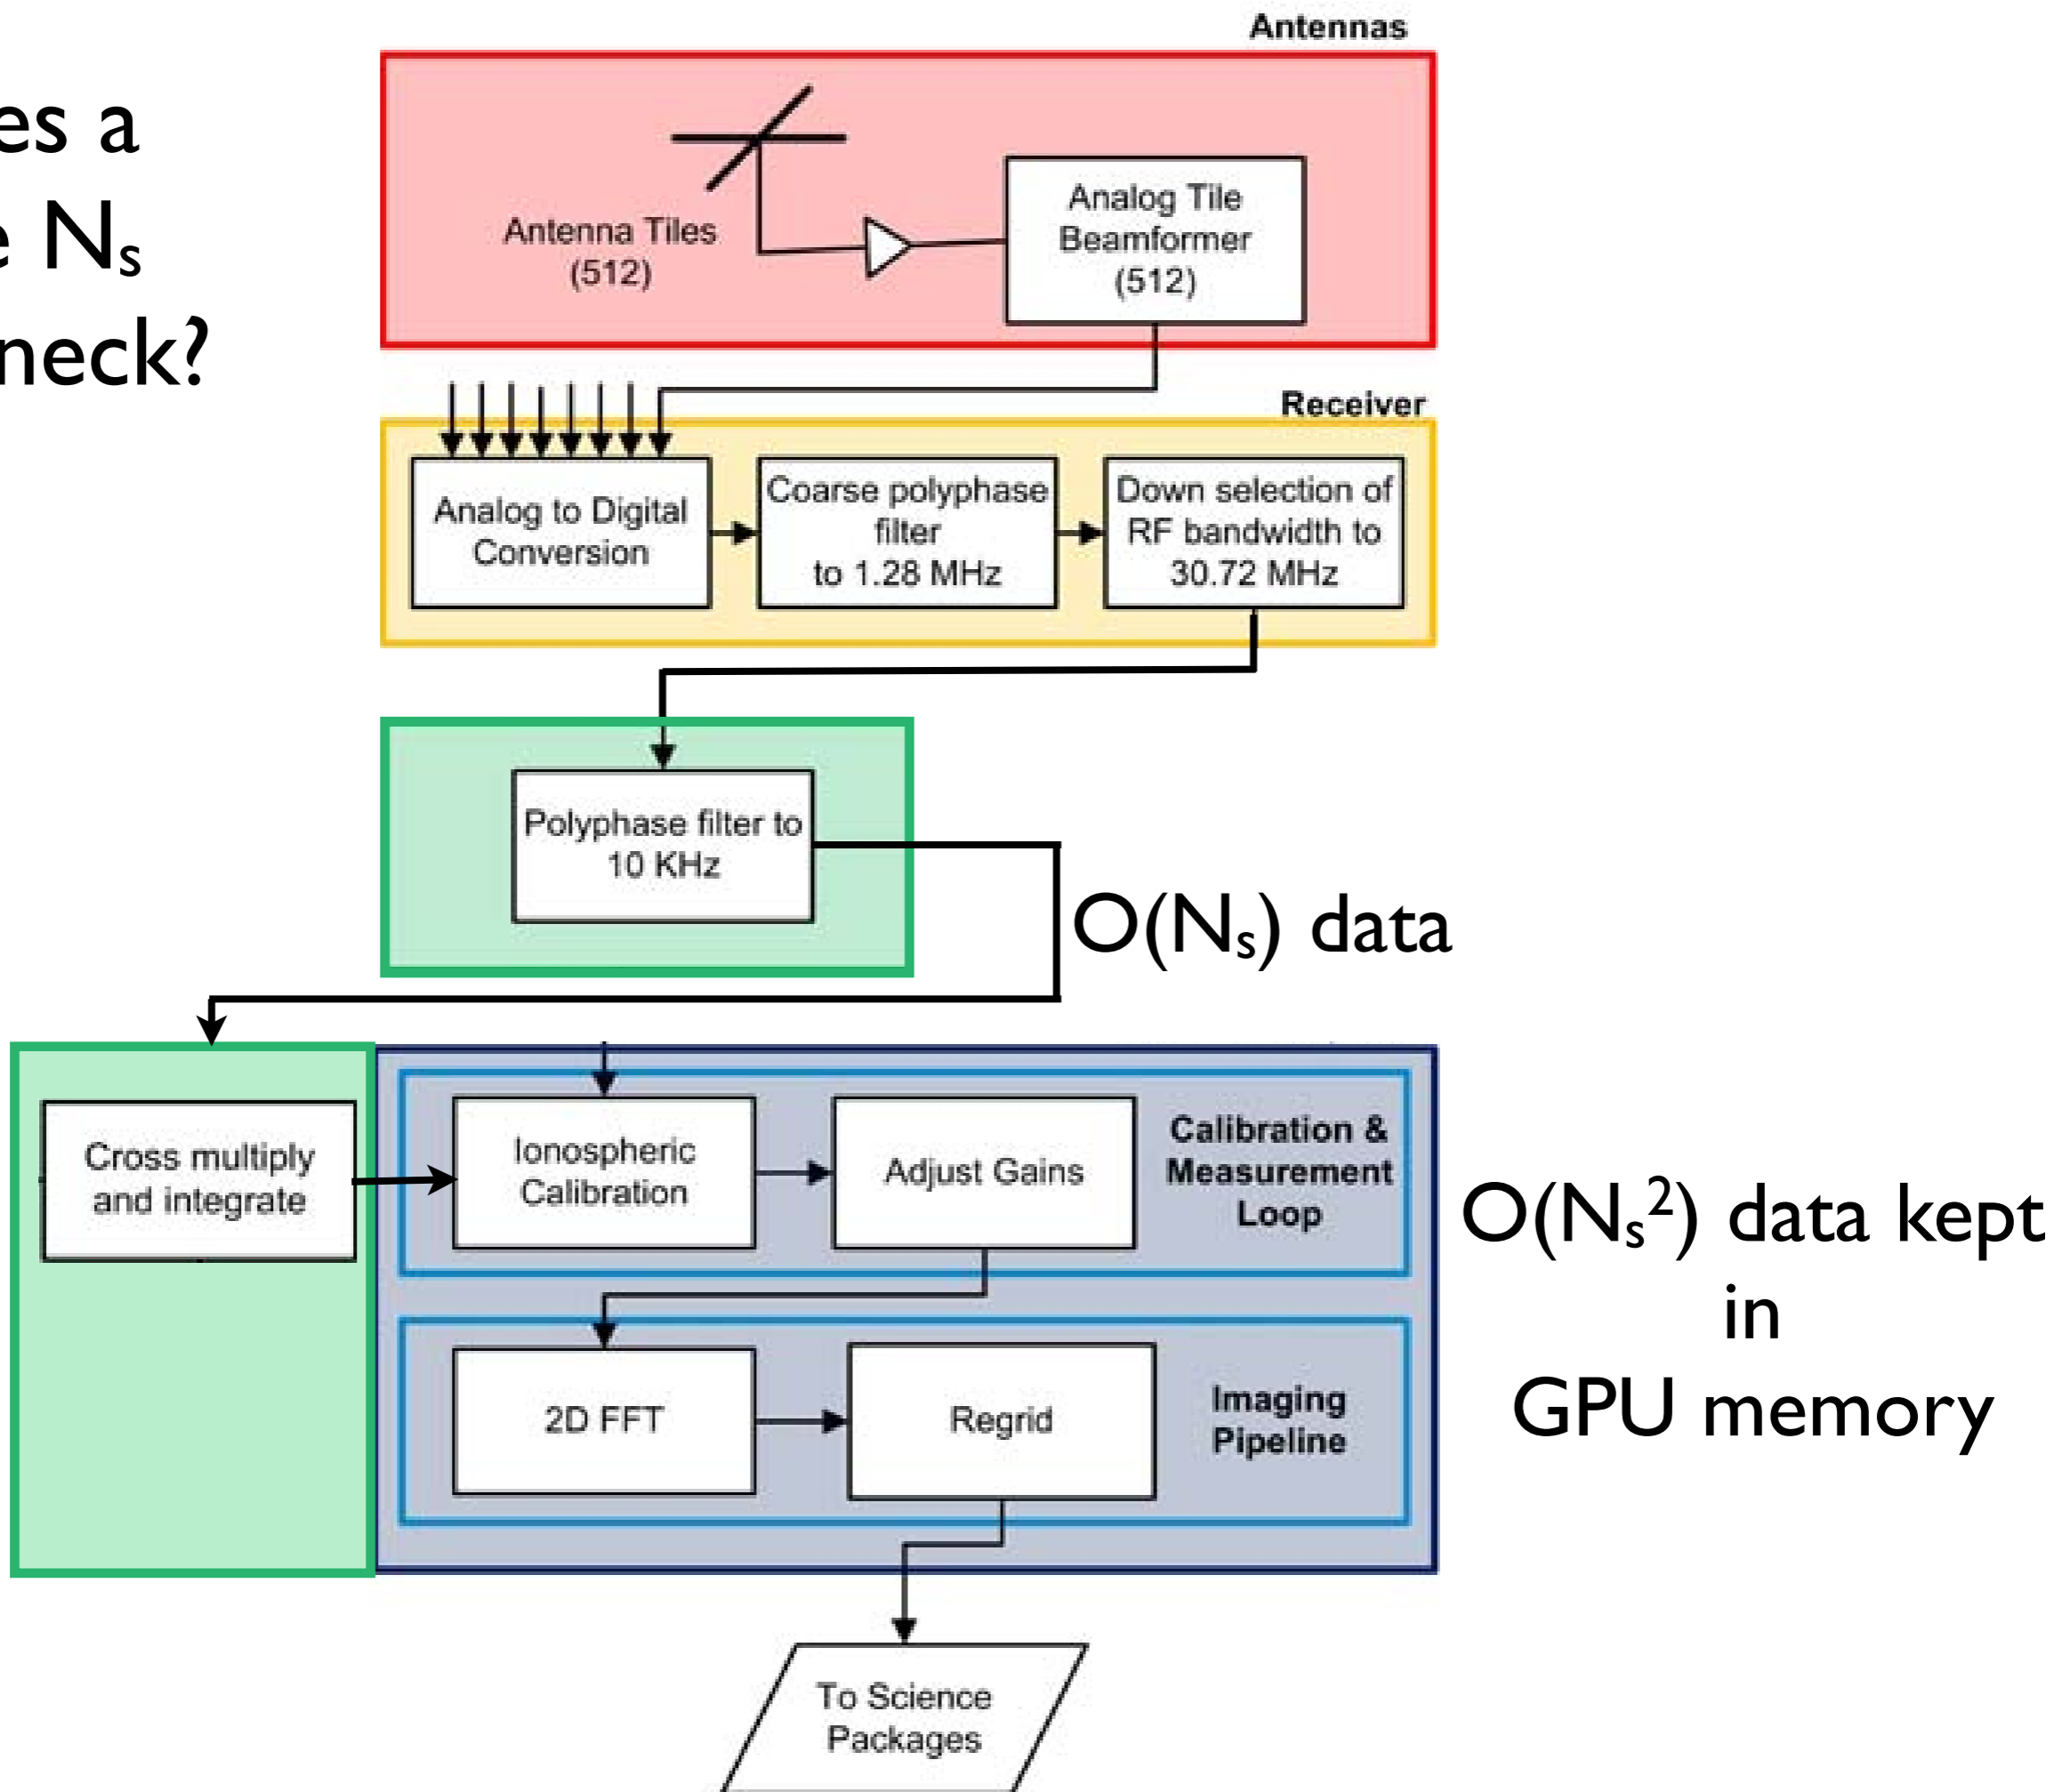 es a
e Nₛ
neck?
Antennas
Antenna Tiles
(512)
Analog Tile
Beamformer
(512)
Receiver
Analog to Digital
Conversion
Coarse polyphase
filter
to 1.28 MHz
Down selection of
RF bandwidth to
30.72 MHz
Polyphase filter to
10 KHz
O(Nₛ) data
Cross multiply
and integrate
Ionospheric
Calibration
Adjust Gains
Calibration &
Measurement
Loop
O(Nₛ²) data kept
in
GPU memory
2D FFT
Regrid
Imaging
Pipeline
To Science
Packages